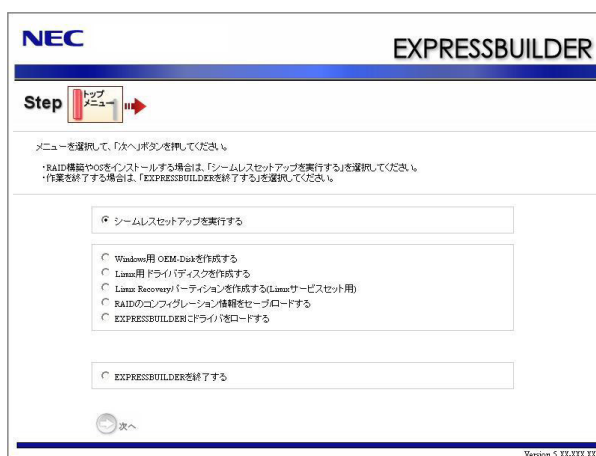 NEC
EXPRESSBUILDER
Step
トップ
メニュー
メニューを選択して、「次へ」ボタンを押してください。
・RAID構築やOSをインストールする場合は、「シームレスセットアップを実行する」を選択してください。
・作業を終了する場合は、「EXPRESSBUILDERを終了する」を選択してください。
シームレスセットアップを実行する
Windows用 OEM-Diskを作成する
Linux用 ドライバディスクを作成する
Linux Recoveryパーティションを作成する(Linuxサービスセット用)
RAIDのコンフィグレーション情報をセーブ/ロードする
EXPRESSBUILDERにドライバをロードする
EXPRESSBUILDERを終了する
次へ
Version 5.XX-XXX.XX